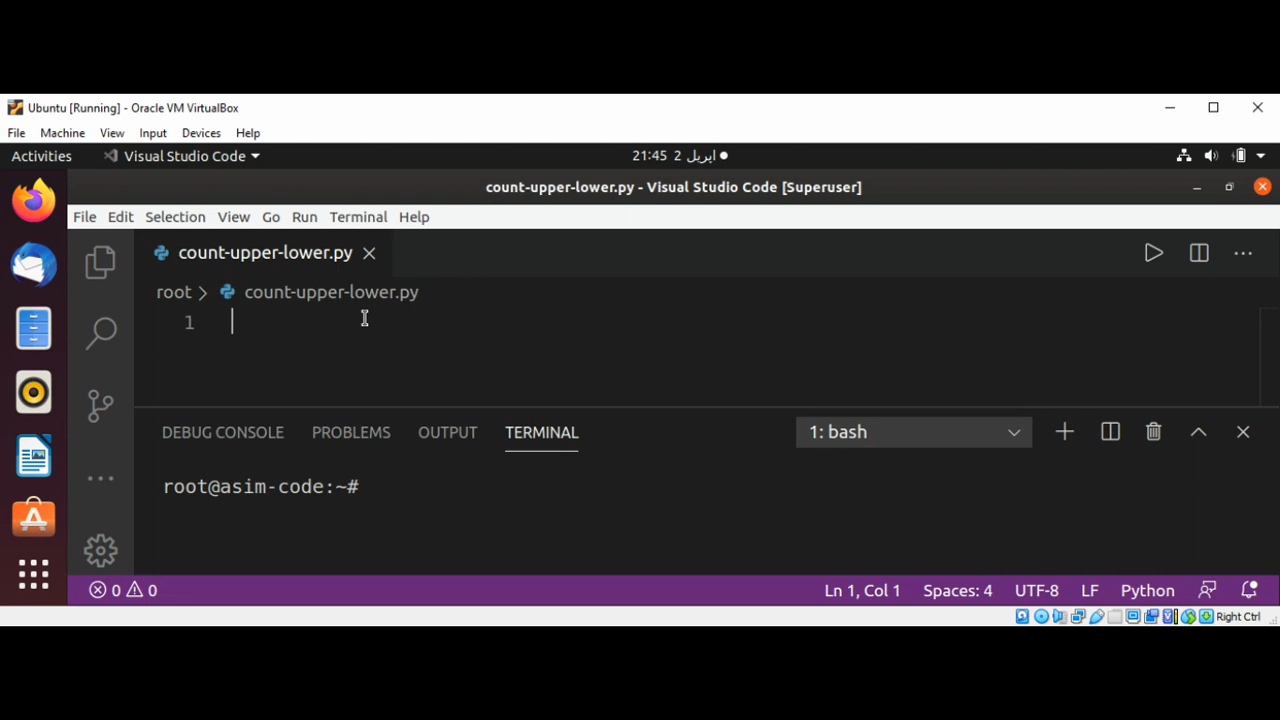 Ubuntu [Running] - Oracle VM VirtualBox
File Machine View Input Devices Help
Activities Visual Studio Code 21:45 2 اپریل
count-upper-lower.py - Visual Studio Code [Superuser]
File Edit Selection View Go Run Terminal Help
count-upper-lower.py
root > count-upper-lower.py
1
DEBUG CONSOLE PROBLEMS OUTPUT TERMINAL 1: bash
root@asim-code:~#
0 0 Ln 1, Col 1 Spaces: 4 UTF-8 LF Python
Right Ctrl